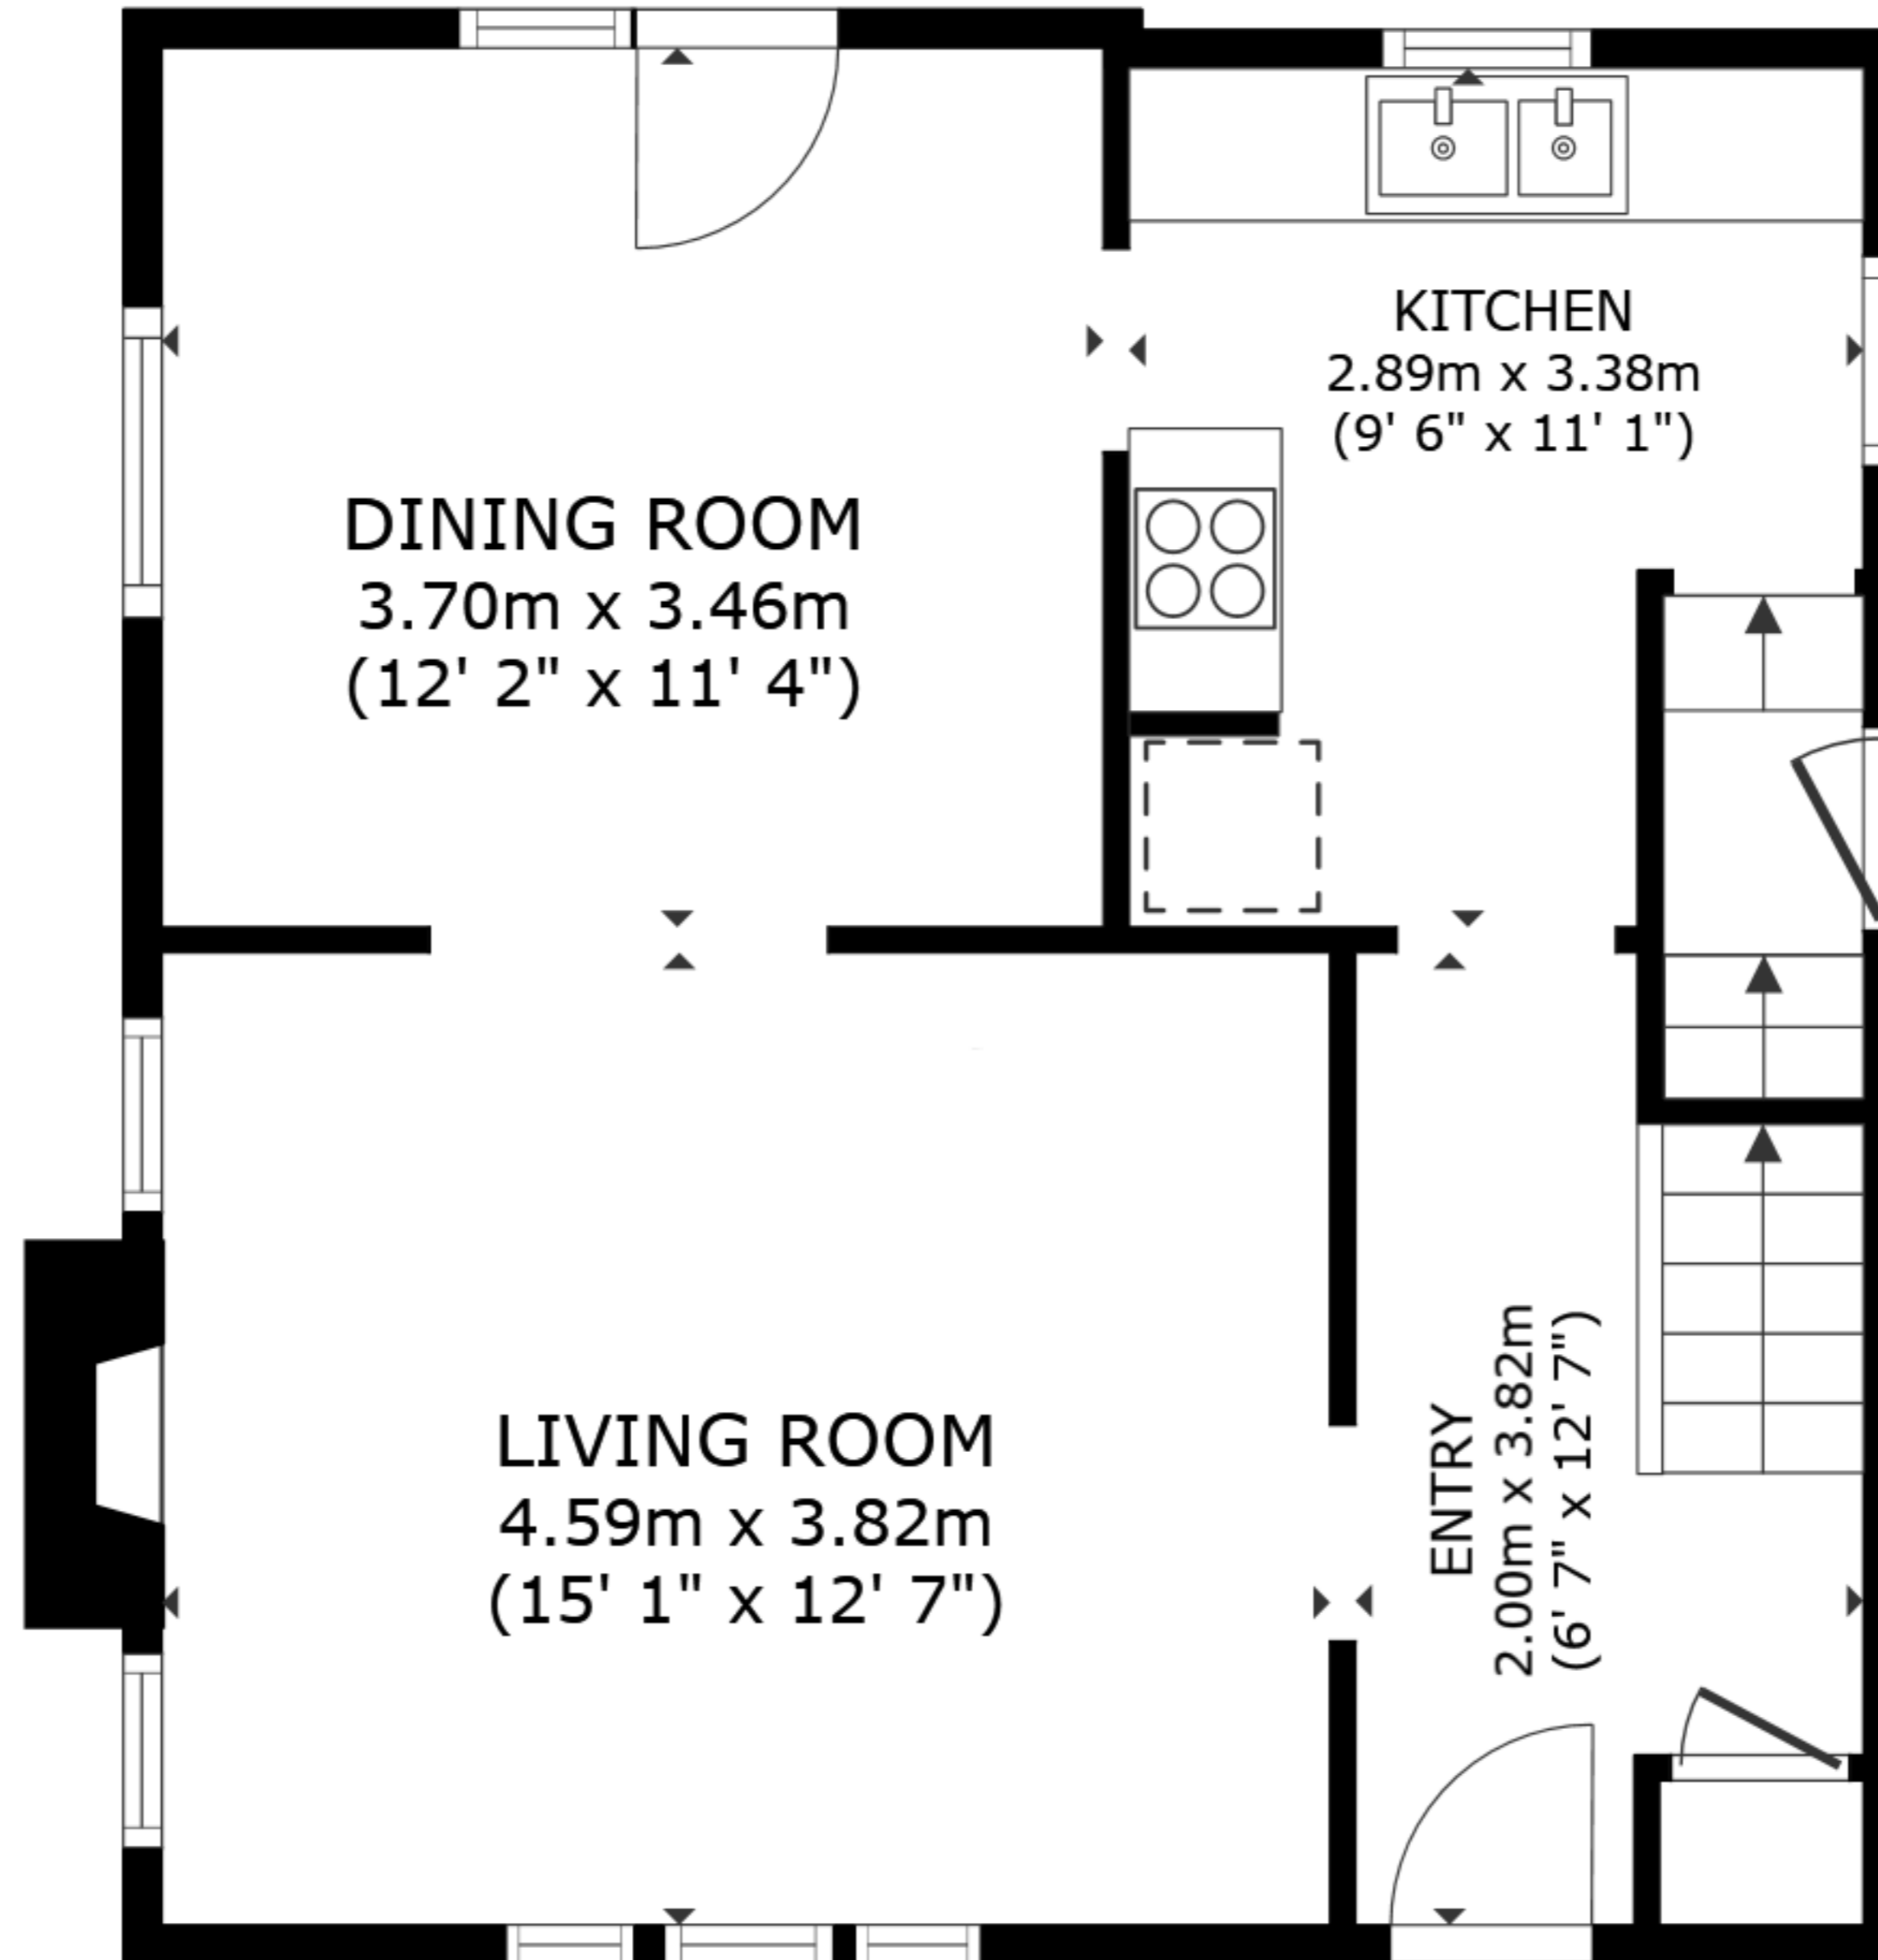 KITCHEN
2.89m x 3.38m
(9' 6" x 11' 1")
DINING ROOM
3.70m x 3.46m
(12' 2" x 11' 4")
LIVING ROOM
4.59m x 3.82m
(15' 1" x 12' 7")
ENTRY
2.00m x 3.82m
(6' 7" x 12' 7")